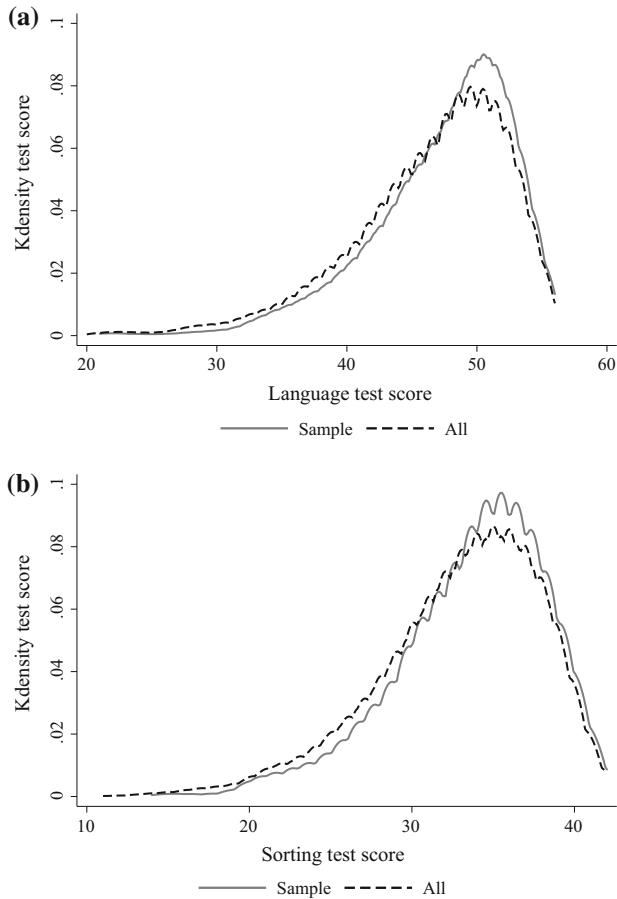 (a)
.1
.08
.06
.04
.02
0
Kdensity test score
20 30 40 50 60
Language test score
Sample All
(b)
.1
.08
.06
.04
.02
0
Kdensity test score
10 20 30 40
Sorting test score
Sample All